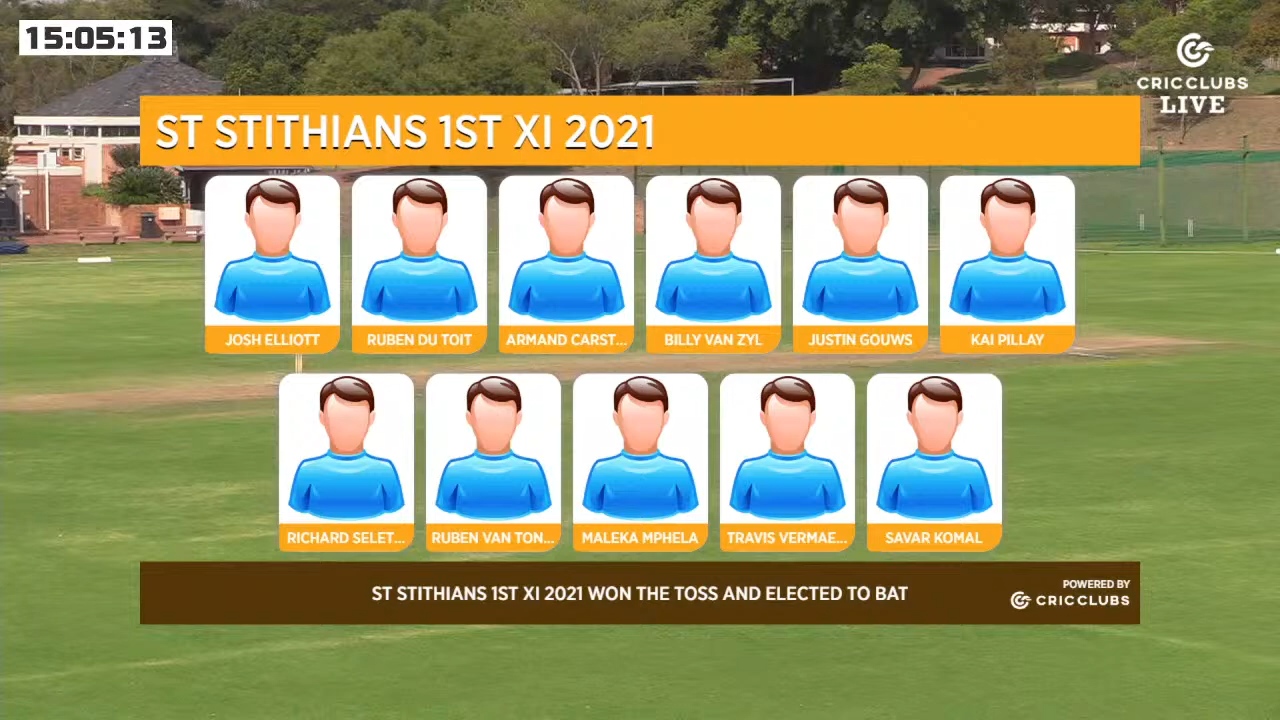 15:05:13
CRICCLUBS
LIVE
ST STITHIANS 1ST XI 2021
JOSH ELLIOTT
RUBEN DU TOIT
ARMAND CARST...
BILLY VAN ZYL
JUSTIN GOUWS
KAI PILLAY
RICHARD SELET...
RUBEN VAN TON...
MALEKA MPHELA
TRAVIS VERMAE...
SAVAR KOMAL
ST STITHIANS 1ST XI 2021 WON THE TOSS AND ELECTED TO BAT
POWERED BY
CRICCLUBS